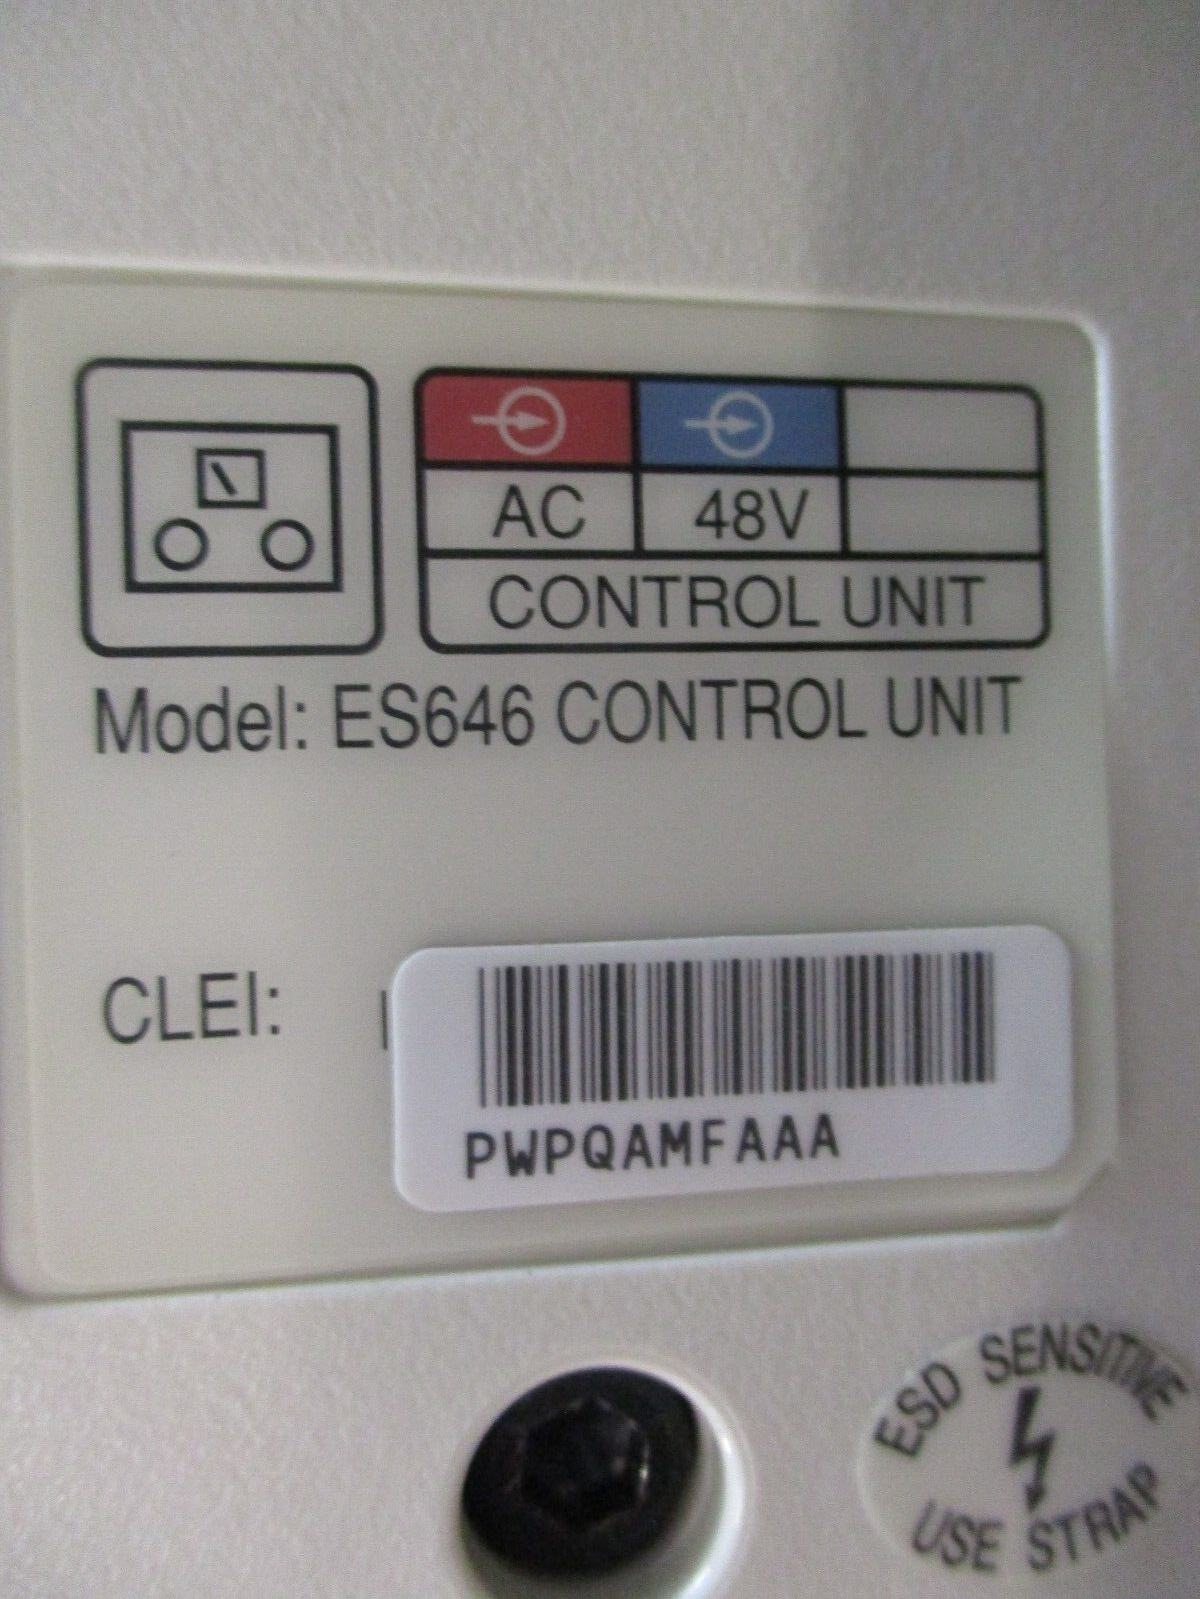 AC 48V
CONTROL UNIT
Model: ES646 CONTROL UNIT
CLEI:
PWPQAMFAAA
ESD SENSITIVE
USE STRAP